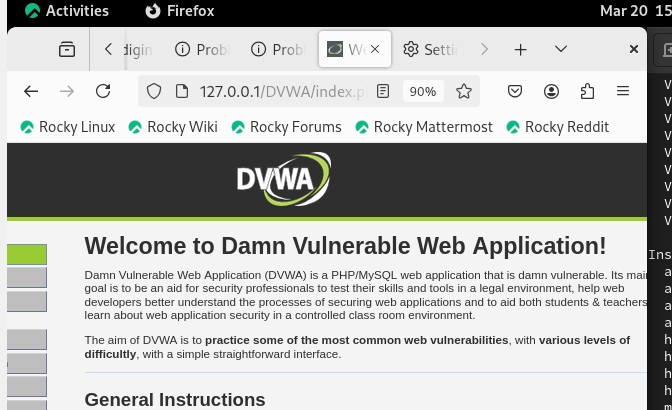 Activities Firefox Mar 20 15
digin Prob Prob We Settin
127.0.0.1/DVWA/index.p 90%
Rocky Linux Rocky Wiki Rocky Forums Rocky Mattermost Rocky Reddit
DVWA
Welcome to Damn Vulnerable Web Application!
Damn Vulnerable Web Application (DVWA) is a PHP/MySQL web application that is damn vulnerable. Its main
goal is to be an aid for security professionals to test their skills and tools in a legal environment, help web
developers better understand the processes of securing web applications and to aid both students & teachers
learn about web application security in a controlled class room environment.
The aim of DVWA is to practice some of the most common web vulnerabilities, with various levels of
difficultly, with a simple straightforward interface.
General Instructions
V
V
V
V
V
V
V
V
V
Ins
a
a
a
a
h
h
h
h
m